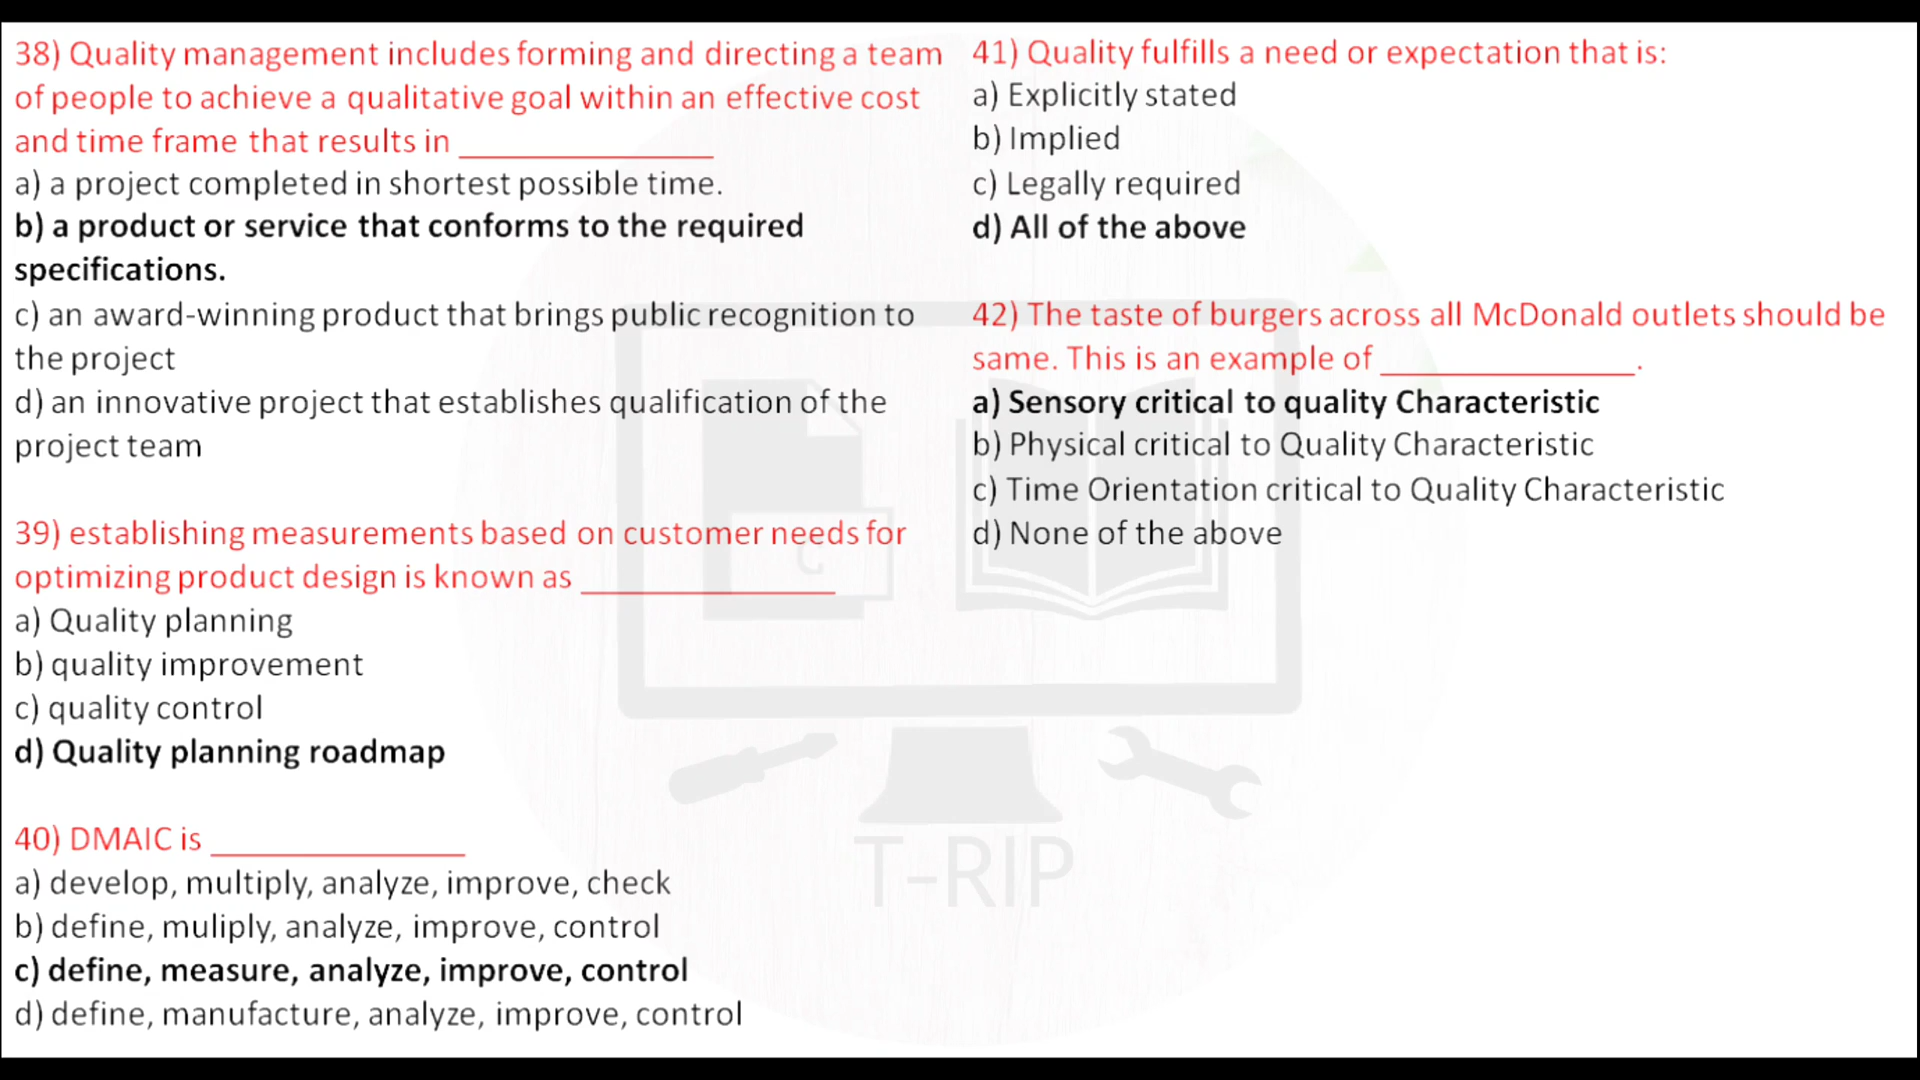 38) Quality management includes forming and directing a team
of people to achieve a qualitative goal within an effective cost
and time frame that results in _______________
a) a project completed in shortest possible time.
b) a product or service that conforms to the required
specifications.
c) an award-winning product that brings public recognition to
the project
d) an innovative project that establishes qualification of the
project team
39) establishing measurements based on customer needs for
optimizing product design is known as _______________
a) Quality planning
b) quality improvement
c) quality control
d) Quality planning roadmap
40) DMAIC is _______________
a) develop, multiply, analyze, improve, check
b) define, muliply, analyze, improve, control
c) define, measure, analyze, improve, control
d) define, manufacture, analyze, improve, control
41) Quality fulfills a need or expectation that is:
a) Explicitly stated
b) Implied
c) Legally required
d) All of the above
42) The taste of burgers across all McDonald outlets should be
same. This is an example of _______________.
a) Sensory critical to quality Characteristic
b) Physical critical to Quality Characteristic
c) Time Orientation critical to Quality Characteristic
d) None of the above
T-RIP